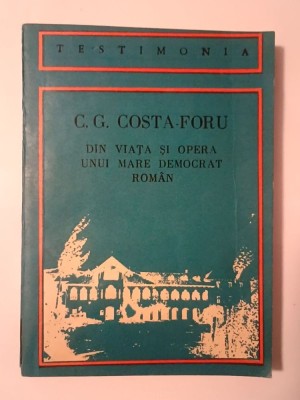 TESTIMONIA
C. G. COSTA-FORU
DIN VIAȚA ȘI OPERA
UNUI MARE DEMOCRAT
ROMÂN